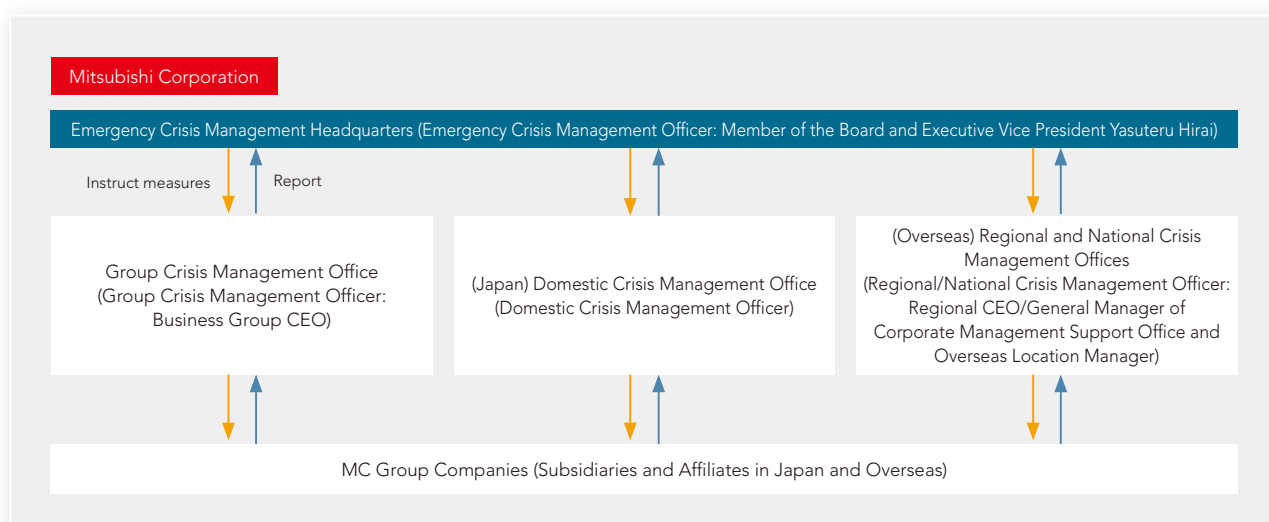 Mitsubishi Corporation
Emergency Crisis Management Headquarters (Emergency Crisis Management Officer: Member of the Board and Executive Vice President Yasuteru Hirai)
Instruct measures
Report
Group Crisis Management Office
(Group Crisis Management Officer:
Business Group CEO)
(Japan) Domestic Crisis Management Office
(Domestic Crisis Management Officer)
(Overseas) Regional and National Crisis
Management Offices
(Regional/National Crisis Management Officer:
Regional CEO/General Manager of
Corporate Management Support Office and
Overseas Location Manager)
MC Group Companies (Subsidiaries and Affiliates in Japan and Overseas)